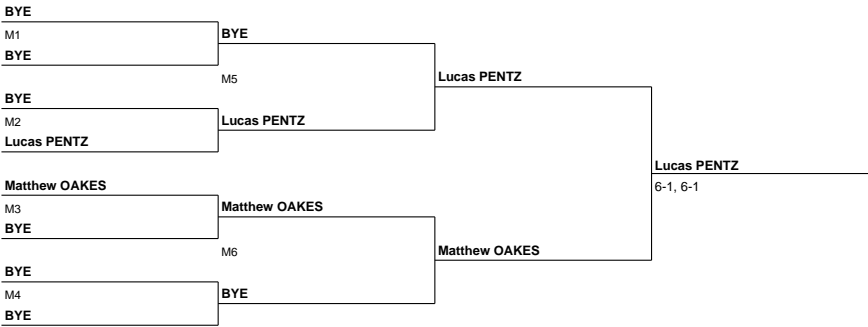 BYE
M1
BYE
BYE
M5
BYE
M2
Lucas PENTZ
Lucas PENTZ
Lucas PENTZ
Lucas PENTZ
6-1, 6-1
Matthew OAKES
M3
BYE
Matthew OAKES
M6
Matthew OAKES
BYE
M4
BYE
BYE